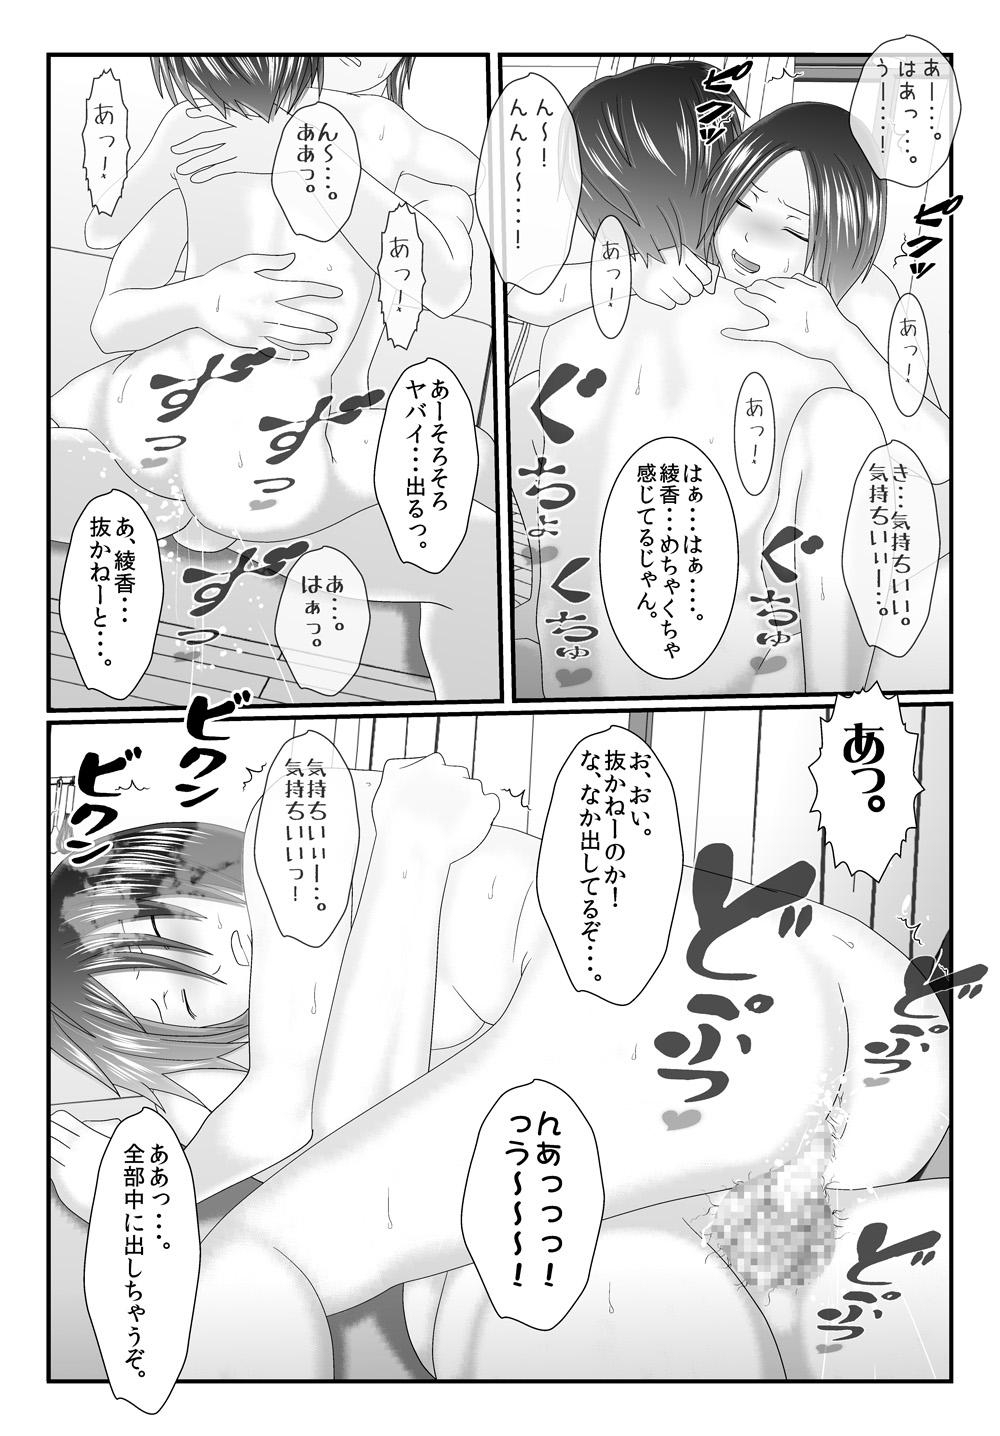 あー・・・。
はあっ・・・。
うー・・・・！
ピクッ
ん～！
んん～・・・・！
ピクッ
あっ！
あっ！
あっ！
き・・・気持ちいい。
気持ちいぃー・・・。
はぁ・・・はぁ・・・・。
綾香・・・めちゃくちゃ
感じてるじゃん。
ぐちょ
ぐちゅ
くちゅ
ん～・・・。
ああっ。
あっ！
あっ！
あーそろそろ
ヤバイ・・・出るっ。
ずっ
ずっ
ずっ
あ・・・。
はぁっ。
あ、綾香・・・
抜かねーと・・・。
あっ。
お、おい。
抜かねーのか！
な、なか出してるぞ・・・。
どぷっ
どぷっ
どぷっ
気持ちいぃー・・・。
気持ちいいっ！
ビクン
ビクン
んあっっっ！
っう～～～～！
ああっ・・・。
全部中に出しちゃうぞ。